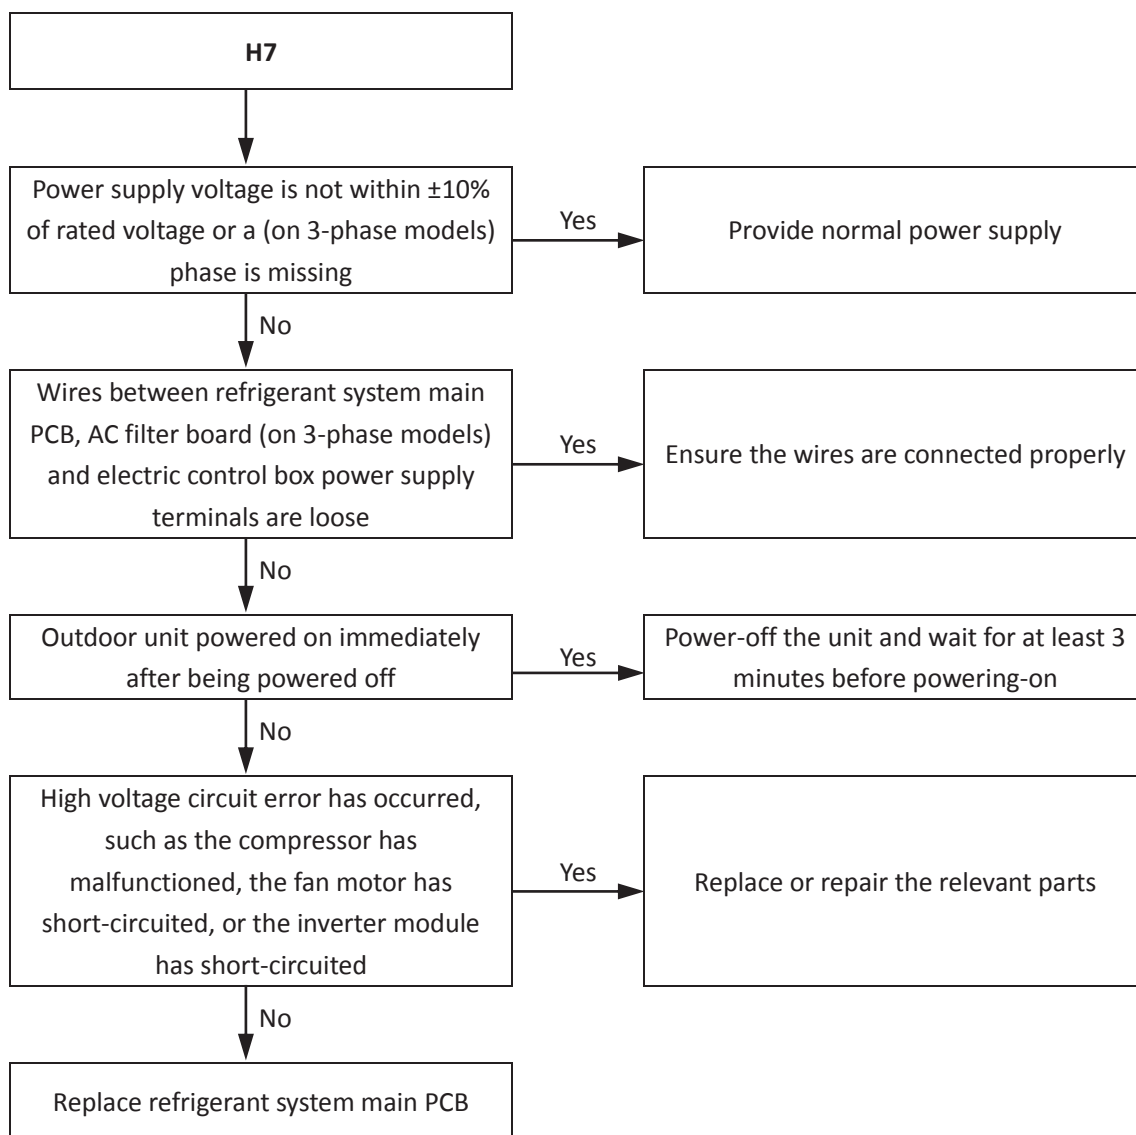 H7
Power supply voltage is not within ±10%
of rated voltage or a (on 3-phase models)
phase is missing
Yes
Provide normal power supply
No
Wires between refrigerant system main
PCB, AC filter board (on 3-phase models)
and electric control box power supply
terminals are loose
Yes
Ensure the wires are connected properly
No
Outdoor unit powered on immediately
after being powered off
Yes
Power-off the unit and wait for at least 3
minutes before powering-on
No
High voltage circuit error has occurred,
such as the compressor has
malfunctioned, the fan motor has
short-circuited, or the inverter module
has short-circuited
Yes
Replace or repair the relevant parts
No
Replace refrigerant system main PCB